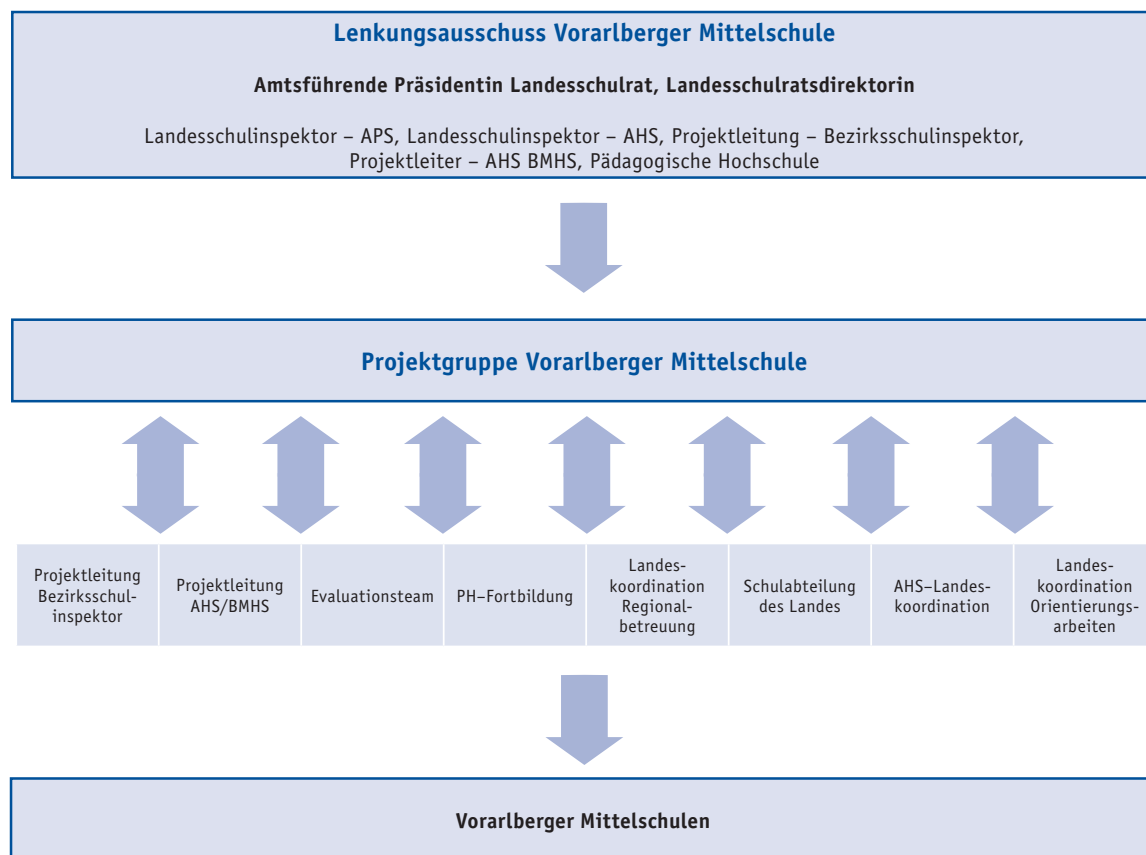 Lenkungsausschuss Vorarlberger Mittelschule
Amtsführende Präsidentin Landesschulrat, Landesschulratsdirektorin
Landesschulinspektor – APS, Landesschulinspektor – AHS, Projektleitung – Bezirksschulinspektor,
Projektleiter – AHS BMHS, Pädagogische Hochschule
Projektgruppe Vorarlberger Mittelschule
Projektleitung
Bezirksschul-
inspektor
Projektleitung
AHS/BMHS
Evaluationsteam
PH–Fortbildung
Landes-
koordination
Regional-
betreuung
Schulabteilung
des Landes
AHS–Landes-
koordination
Landes-
koordination
Orientierungs-
arbeiten
Vorarlberger Mittelschulen